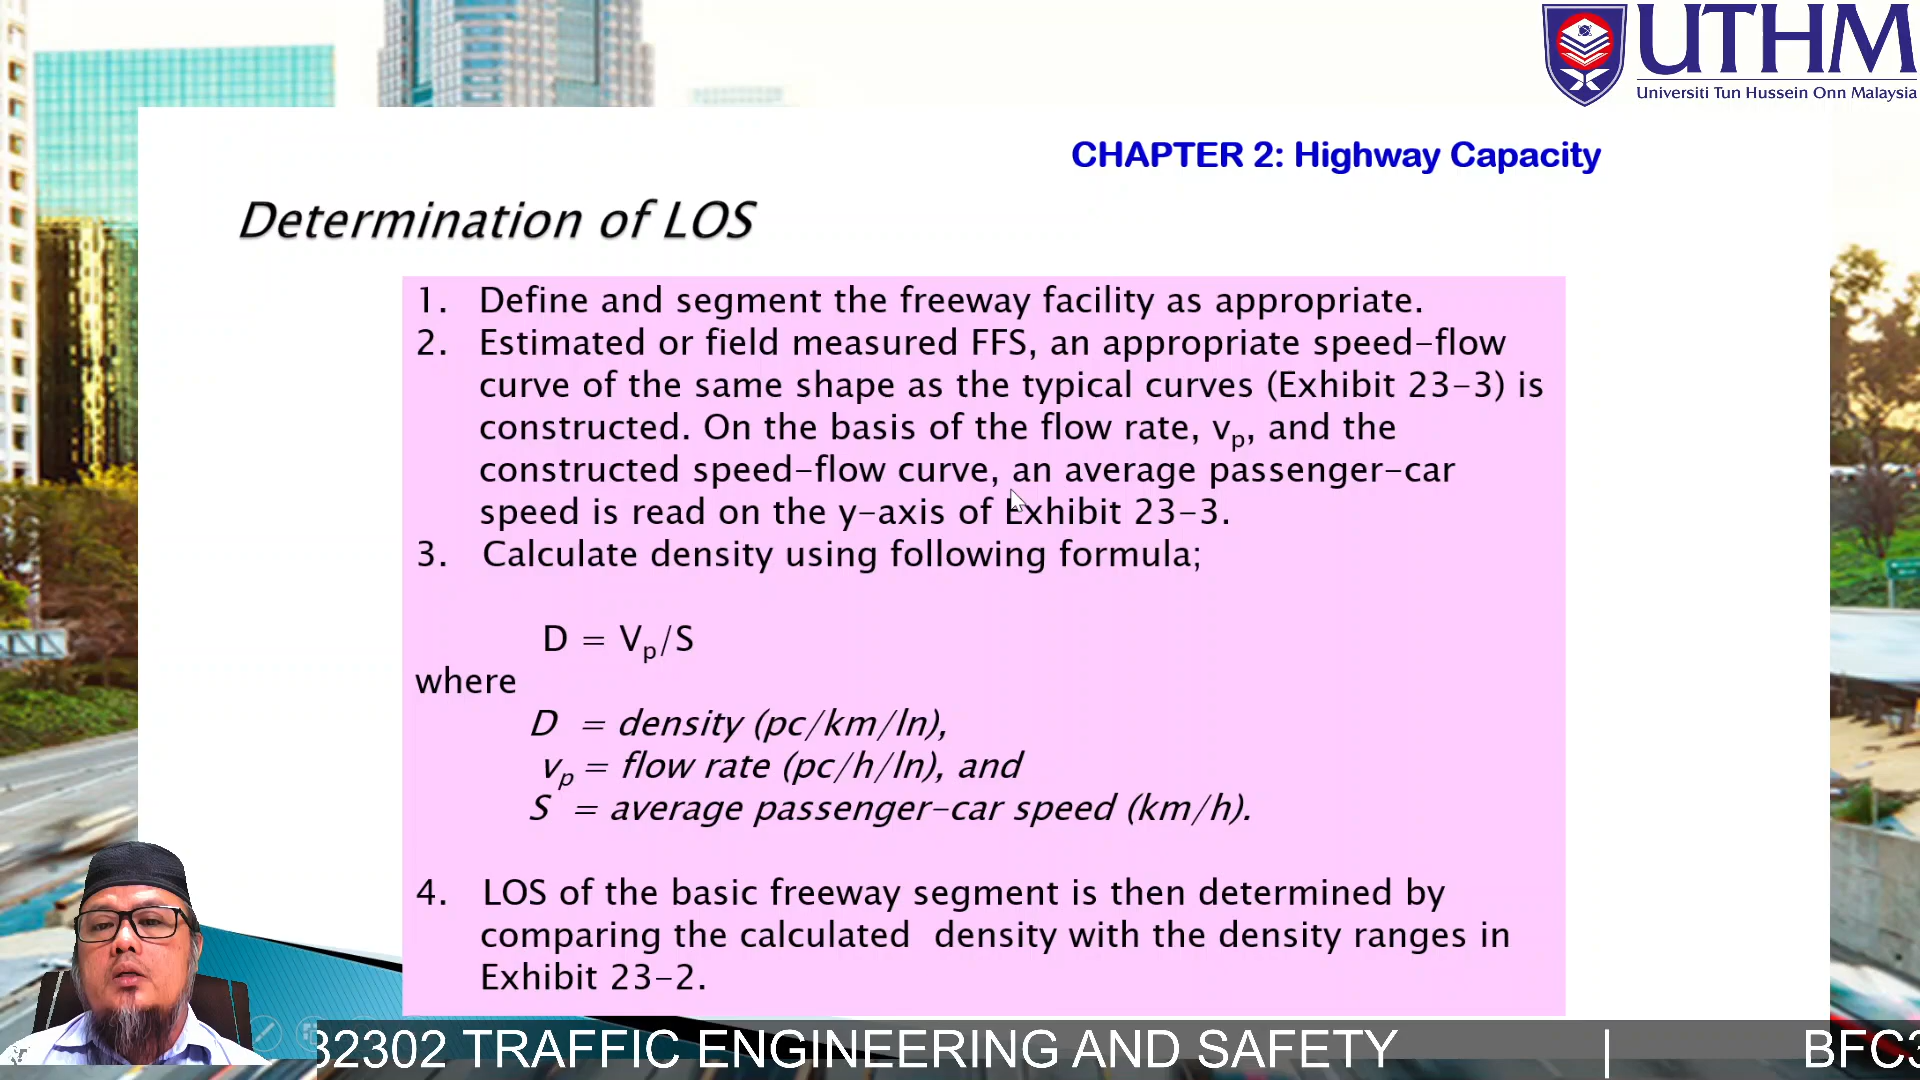 UTHM
Universiti Tun Hussein Onn Malaysia
CHAPTER 2: Highway Capacity
Determination of LOS
1. Define and segment the freeway facility as appropriate.
2. Estimated or field measured FFS, an appropriate speed-flow
curve of the same shape as the typical curves (Exhibit 23-3) is
constructed. On the basis of the flow rate, vp, and the
constructed speed-flow curve, an average passenger-car
speed is read on the y-axis of Exhibit 23-3.
3. Calculate density using following formula;
D = Vp/S
where
D = density (pc/km/ln),
vp = flow rate (pc/h/ln), and
S = average passenger-car speed (km/h).
4. LOS of the basic freeway segment is then determined by
comparing the calculated density with the density ranges in
Exhibit 23-2.
32302 TRAFFIC ENGINEERING AND SAFETY | BFC3